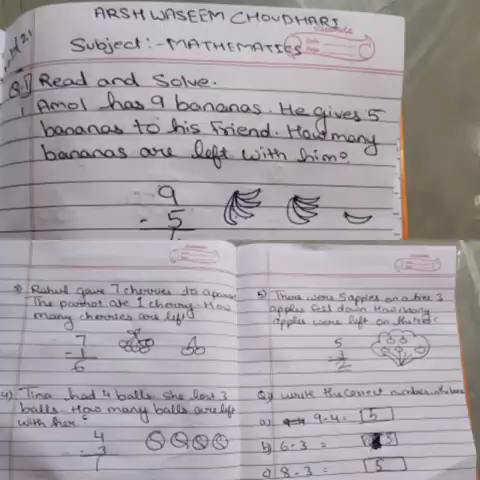 ARSH WASEEM CHOUDHARI
Subject:- MATHEMATICS
Q.1 Read and Solve.
1. Amol has 9 bananas. He gives 5
bananas to his Friend. How many
bananas are left with him?
9
- 5
3) Rahul gave 7 cherries to a
The parrot ate 1 cherry. How
many cherries are left
7
- 1
6
4) Tina had 4 balls she lost 3
balls. How many balls are left
with her?
4
- 3
1
5) There were 5 apples on a tree 3
apples fell down How many
apples were left on the tree
5
3
2
Q) write the correct number in the box
a) 9-4= 5
b) 6-3 =
c) 8-3 = 5